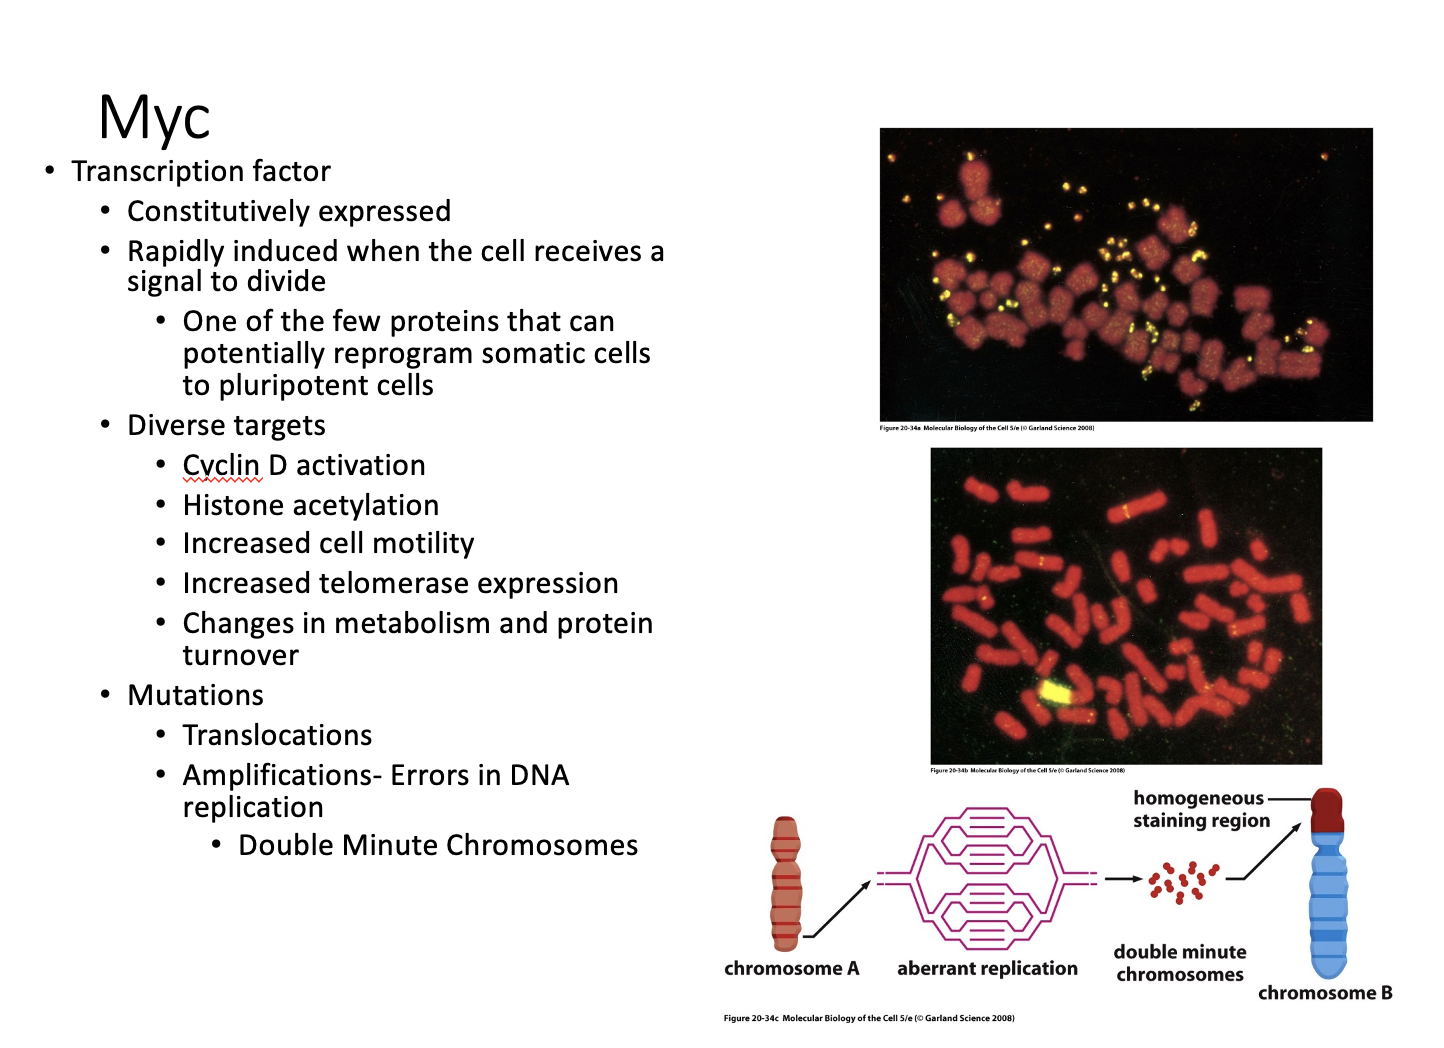 Myc
• Transcription factor
• Constitutively expressed
• Rapidly induced when the cell receives a
signal to divide
• One of the few proteins that can
potentially reprogram somatic cells
to pluripotent cells
• Diverse targets
• Cyclin D activation
• Histone acetylation
• Increased cell motility
• Increased telomerase expression
• Changes in metabolism and protein
turnover
• Mutations
• Translocations
• Amplifications- Errors in DNA
replication
• Double Minute Chromosomes
Figure 20-34a Molecular Biology of the Cell 5/e (© Garland Science 2008)
Figure 20-34b Molecular Biology of the Cell 5/e (© Garland Science 2008)
homogeneous
staining region
chromosome A
aberrant replication
double minute
chromosomes
chromosome B
Figure 20-34c Molecular Biology of the Cell 5/e (© Garland Science 2008)